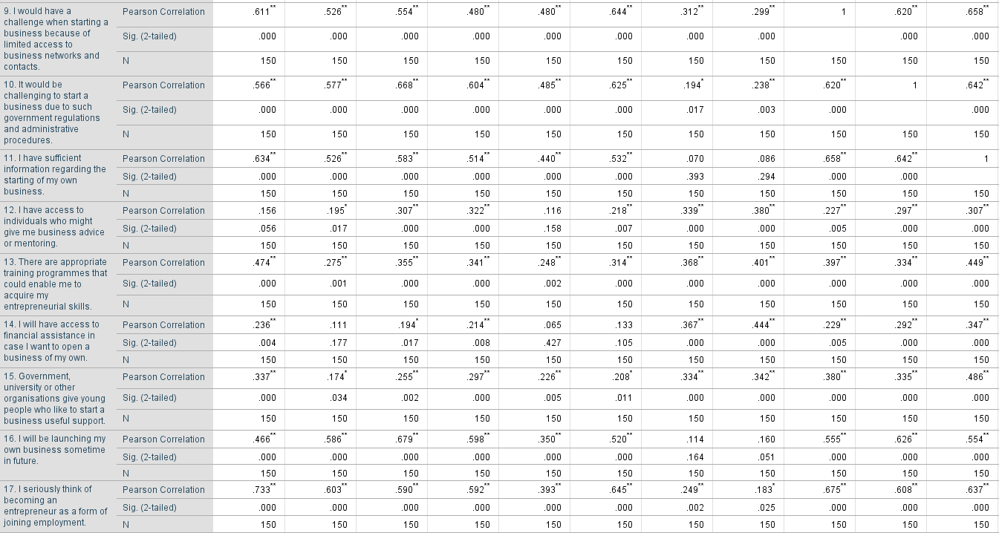 9. I would have a challenge when starting a business because of limited access to business networks and contacts.
Pearson Correlation .611** .526** .554** .480** .480** .644** .312** .299** 1 .620** .658**
Sig. (2-tailed) .000 .000 .000 .000 .000 .000 .000 .000 .000 .000
N 150 150 150 150 150 150 150 150 150 150 150
10. It would be challenging to start a business due to such government regulations and administrative procedures.
Pearson Correlation .566** .577** .668** .604** .485** .625** .194* .238** .620** 1 .642**
Sig. (2-tailed) .000 .000 .000 .000 .000 .000 .017 .003 .000 .000
N 150 150 150 150 150 150 150 150 150 150 150
11. I have sufficient information regarding the starting of my own business.
Pearson Correlation .634** .526** .583** .514** .440** .532** .070 .086 .658** .642** 1
Sig. (2-tailed) .000 .000 .000 .000 .000 .000 .393 .294 .000 .000
N 150 150 150 150 150 150 150 150 150 150 150
12. I have access to individuals who might give me business advice or mentoring.
Pearson Correlation .156 .195* .307** .322** .116 .218** .339** .380** .227** .297** .307**
Sig. (2-tailed) .056 .017 .000 .000 .158 .007 .000 .000 .005 .000 .000
N 150 150 150 150 150 150 150 150 150 150 150
13. There are appropriate training programmes that could enable me to acquire my entrepreneurial skills.
Pearson Correlation .474** .275** .355** .341** .248** .314** .368** .401** .397** .334** .449**
Sig. (2-tailed) .000 .001 .000 .000 .002 .000 .000 .000 .000 .000 .000
N 150 150 150 150 150 150 150 150 150 150 150
14. I will have access to financial assistance in case I want to open a business of my own.
Pearson Correlation .236** .111 .194* .214** .065 .133 .367** .444** .229** .292** .347**
Sig. (2-tailed) .004 .177 .017 .008 .427 .105 .000 .000 .005 .000 .000
N 150 150 150 150 150 150 150 150 150 150 150
15. Government, university or other organisations give young people who like to start a business useful support.
Pearson Correlation .337** .174* .255** .297** .226** .208* .334** .342** .380** .335** .486**
Sig. (2-tailed) .000 .034 .002 .000 .005 .011 .000 .000 .000 .000 .000
N 150 150 150 150 150 150 150 150 150 150 150
16. I will be launching my own business sometime in future.
Pearson Correlation .466** .586** .679** .598** .350** .520** .114 .160 .555** .626** .554**
Sig. (2-tailed) .000 .000 .000 .000 .000 .000 .164 .051 .000 .000 .000
N 150 150 150 150 150 150 150 150 150 150 150
17. I seriously think of becoming an entrepreneur as a form of joining employment.
Pearson Correlation .733** .603** .590** .592** .393** .645** .249** .183* .675** .608** .637**
Sig. (2-tailed) .000 .000 .000 .000 .000 .000 .002 .025 .000 .000 .000
N 150 150 150 150 150 150 150 150 150 150 150